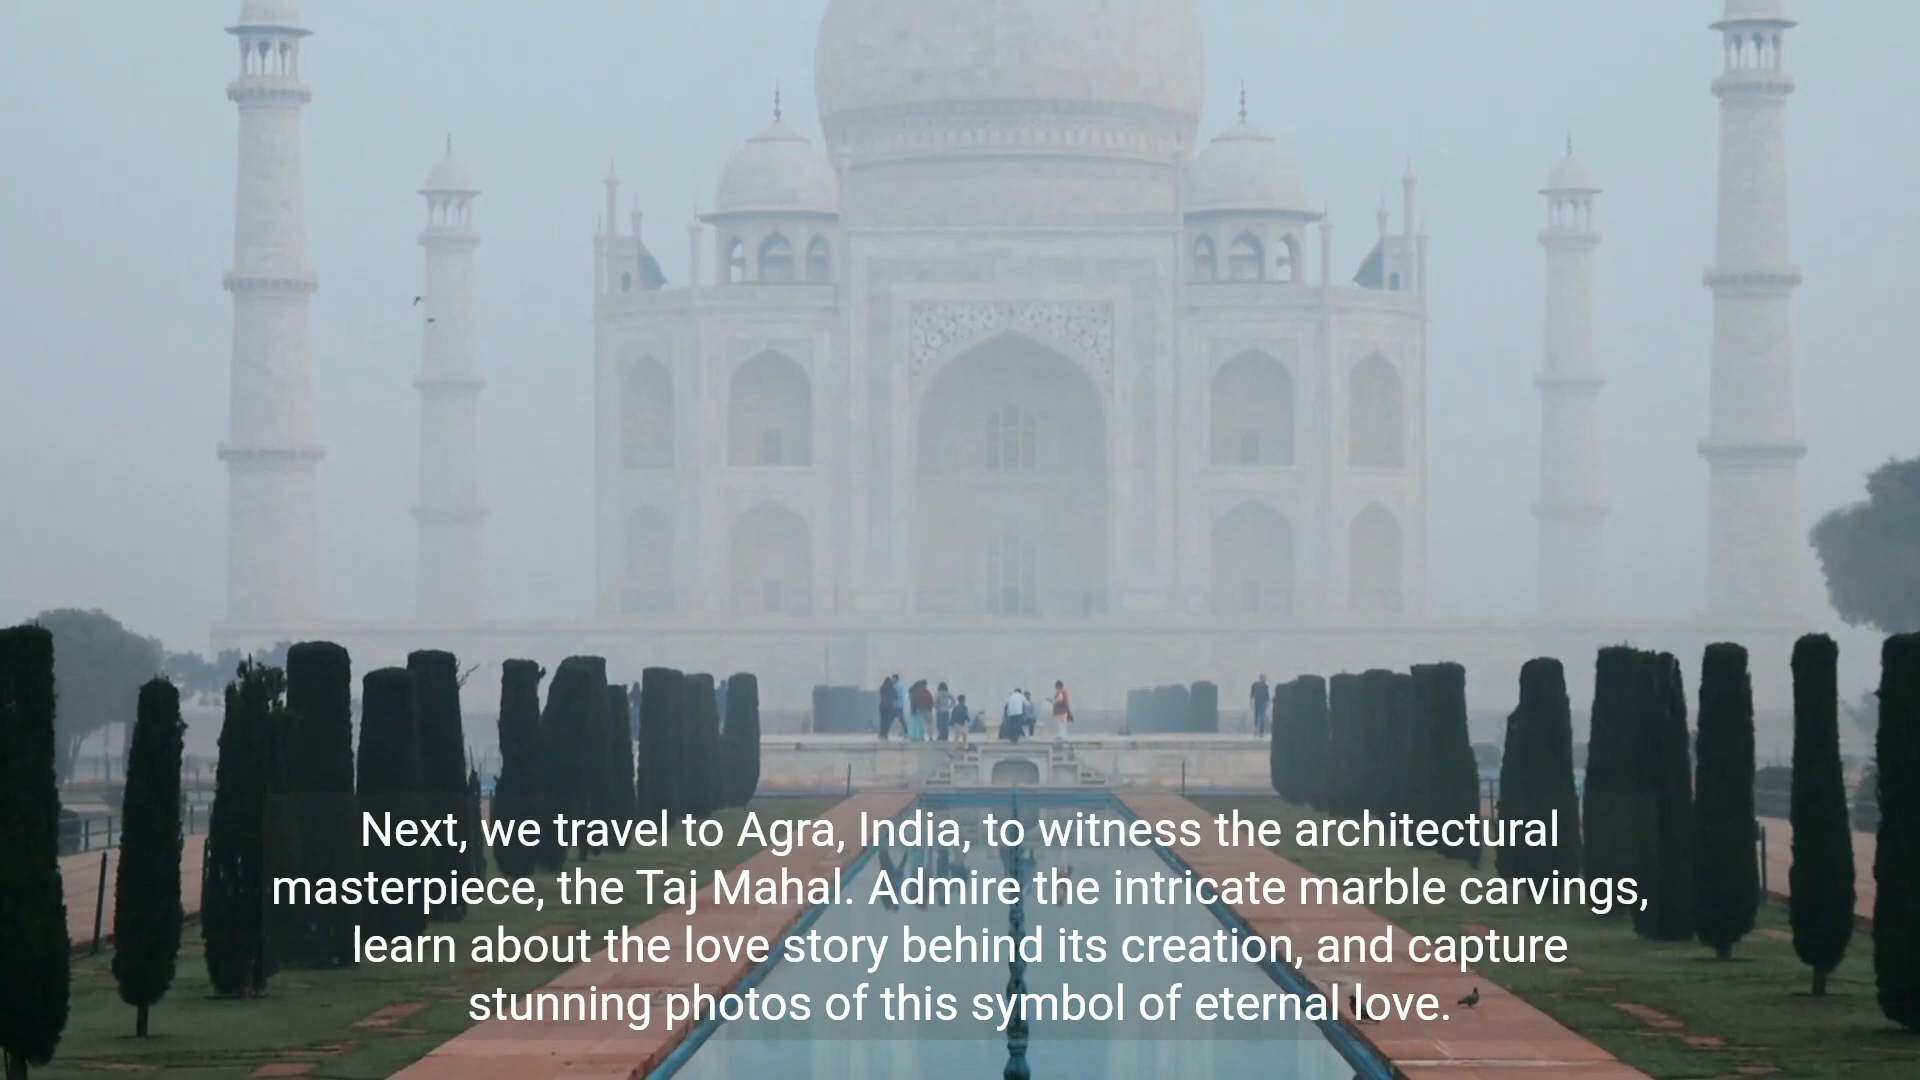 Next, we travel to Agra, India, to witness the architectural
masterpiece, the Taj Mahal. Admire the intricate marble carvings,
learn about the love story behind its creation, and capture
stunning photos of this symbol of eternal love.